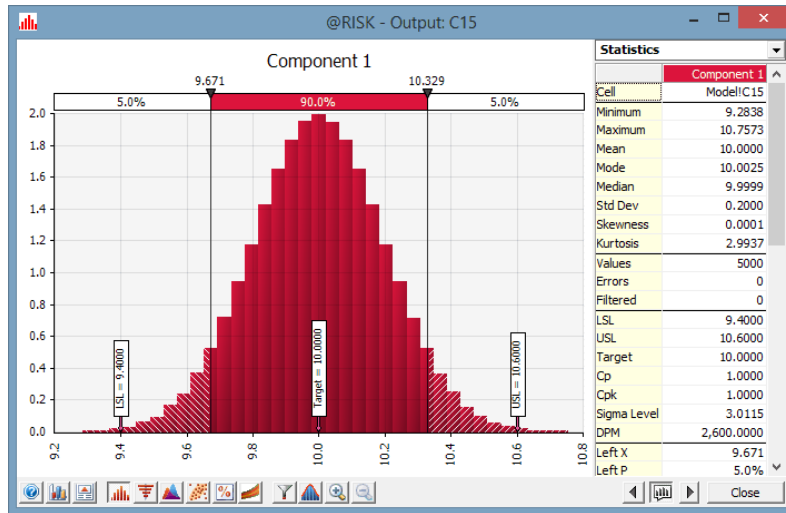 @RISK - Output: C15
Component 1
9.671 10.329
5.0% 90.0% 5.0%
2.0
1.8
1.6
1.4
1.2
1.0
0.8
0.6
0.4
0.2
0.0
LSL = 9.4000
Target = 10.0000
USL = 10.6000
9.2 9.4 9.6 9.8 10.0 10.2 10.4 10.6 10.8
Statistics
Component 1
Cell Model!C15
Minimum 9.2838
Maximum 10.7573
Mean 10.0000
Mode 10.0025
Median 9.9999
Std Dev 0.2000
Skewness 0.0001
Kurtosis 2.9937
Values 5000
Errors 0
Filtered 0
LSL 9.4000
USL 10.6000
Target 10.0000
Cp 1.0000
Cpk 1.0000
Sigma Level 3.0115
DPM 2,600.0000
Left X 9.671
Left P 5.0%
Close